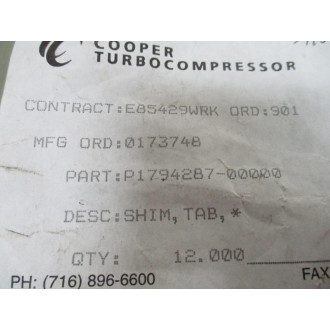 COOPER
TURBOCOMPRESSOR
CONTRACT:E85429WRK ORD:901
MFG ORD:0173748
PART:P1794287-00000
DESC:SHIM,TAB,*
QTY: 12.000
PH: (716) 896-6600 FAX